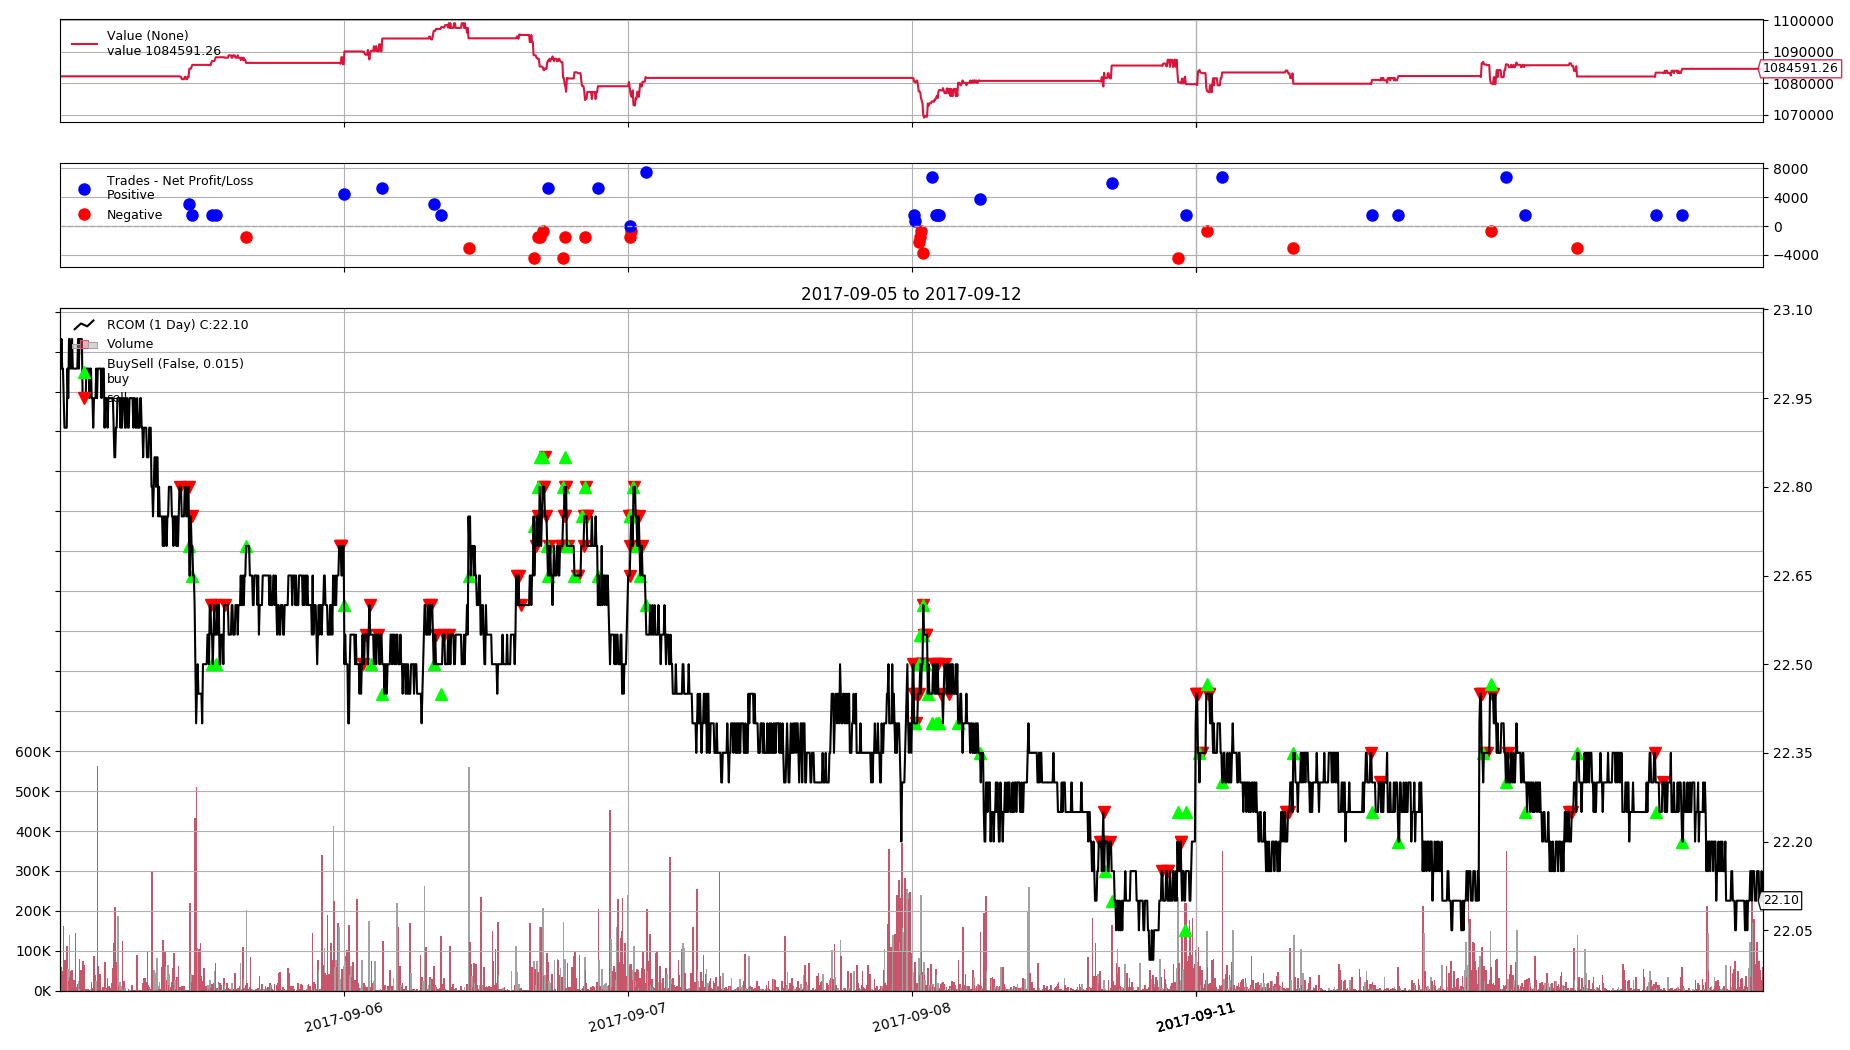 Value (None)
value 1084591.26
1100000
1090000
1084591.26
1080000
1070000
Trades - Net Profit/Loss
Positive
Negative
8000
4000
0
−4000
2017-09-05 to 2017-09-12
RCOM (1 Day) C:22.10
Volume
BuySell (False, 0.015)
buy
sell
23.10
22.95
22.80
22.65
22.50
22.35
22.20
22.10
22.05
600K
500K
400K
300K
200K
100K
0K
2017-09-06
2017-09-07
2017-09-08
2017-09-11